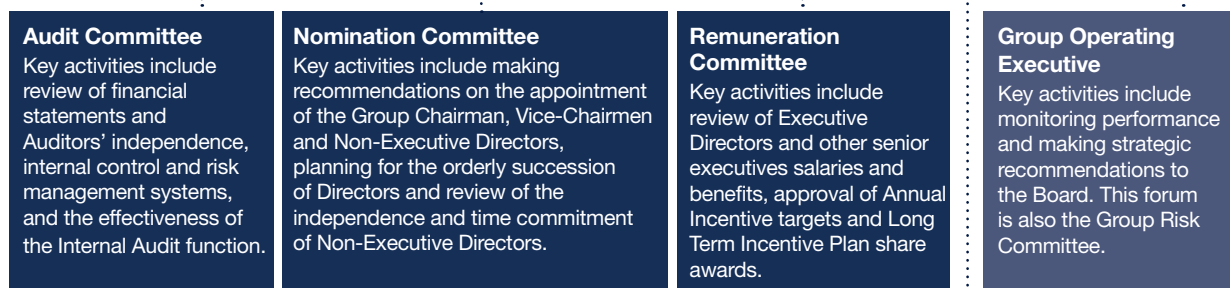 Audit Committee
Key activities include
review of financial
statements and
Auditors’ independence,
internal control and risk
management systems,
and the effectiveness of
the Internal Audit function.
Nomination Committee
Key activities include making
recommendations on the appointment
of the Group Chairman, Vice-Chairmen
and Non-Executive Directors,
planning for the orderly succession
of Directors and review of the
independence and time commitment
of Non-Executive Directors.
Remuneration
Committee
Key activities include
review of Executive
Directors and other senior
executives salaries and
benefits, approval of Annual
Incentive targets and Long
Term Incentive Plan share
awards.
Group Operating
Executive
Key activities include
monitoring performance
and making strategic
recommendations to
the Board. This forum
is also the Group Risk
Committee.